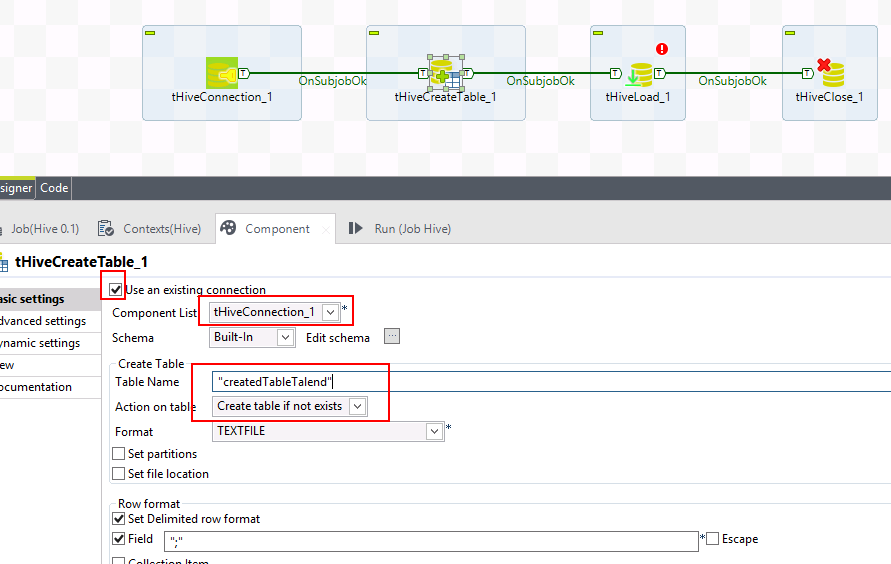 T T T T T T
OnSubjobOk OnSubjobOk OnSubjobOk
tHiveConnection_1 tHiveCreateTable_1 tHiveLoad_1 tHiveClose_1
signer Code
Job(Hive 0.1) Contexts(Hive) Component Run (Job Hive)
tHiveCreateTable_1
asic settings
dvanced settings
ynamic settings
ew
ocumentation
Use an existing connection
Component List tHiveConnection_1 *
Schema Built-In Edit schema ...
Create Table
Table Name "createdTableTalend"
Action on table Create table if not exists
Format TEXTFILE *
Set partitions
Set file location
Row format
Set Delimited row format
Field ";" * Escape
Collection Item